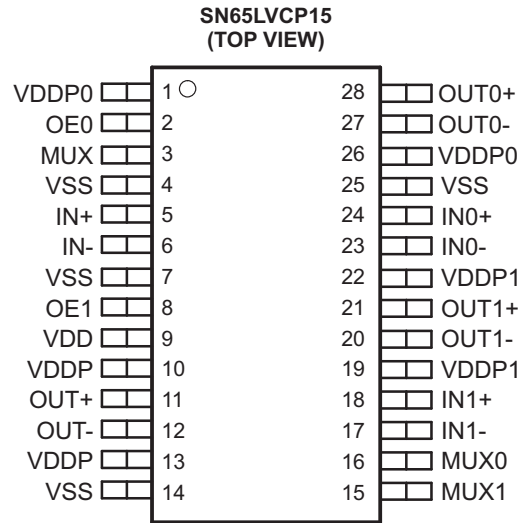 SN65LVCP15
(TOP VIEW)
VDDP0 1 28 OUT0+
OE0 2 27 OUT0-
MUX 3 26 VDDP0
VSS 4 25 VSS
IN+ 5 24 IN0+
IN- 6 23 IN0-
VSS 7 22 VDDP1
OE1 8 21 OUT1+
VDD 9 20 OUT1-
VDDP 10 19 VDDP1
OUT+ 11 18 IN1+
OUT- 12 17 IN1-
VDDP 13 16 MUX0
VSS 14 15 MUX1